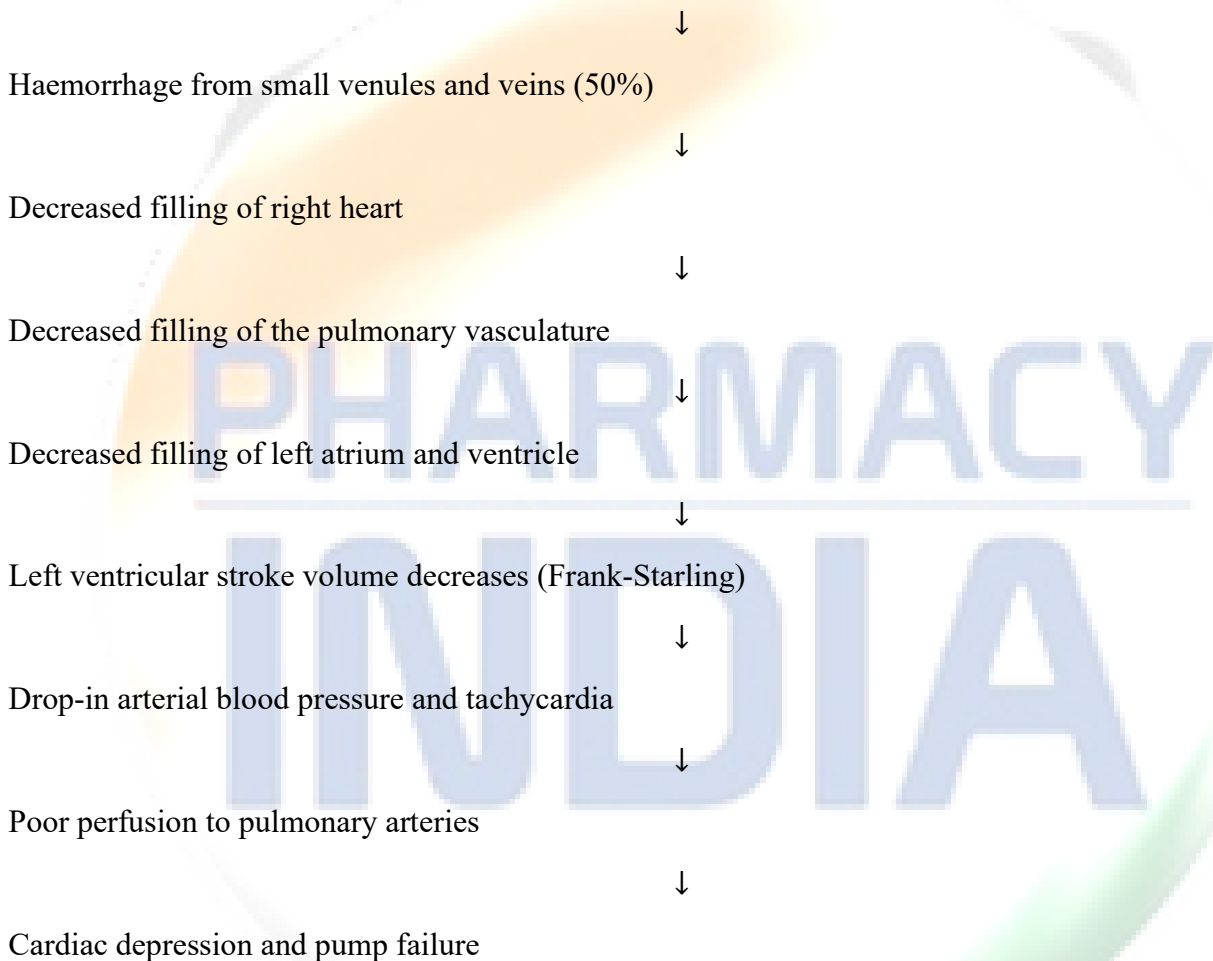 ↓
Haemorrhage from small venules and veins (50%)
↓
Decreased filling of right heart
↓
Decreased filling of the pulmonary vasculature
↓
Decreased filling of left atrium and ventricle
↓
Left ventricular stroke volume decreases (Frank-Starling)
↓
Drop-in arterial blood pressure and tachycardia
↓
Poor perfusion to pulmonary arteries
↓
Cardiac depression and pump failure
PHARMACY
INDIA